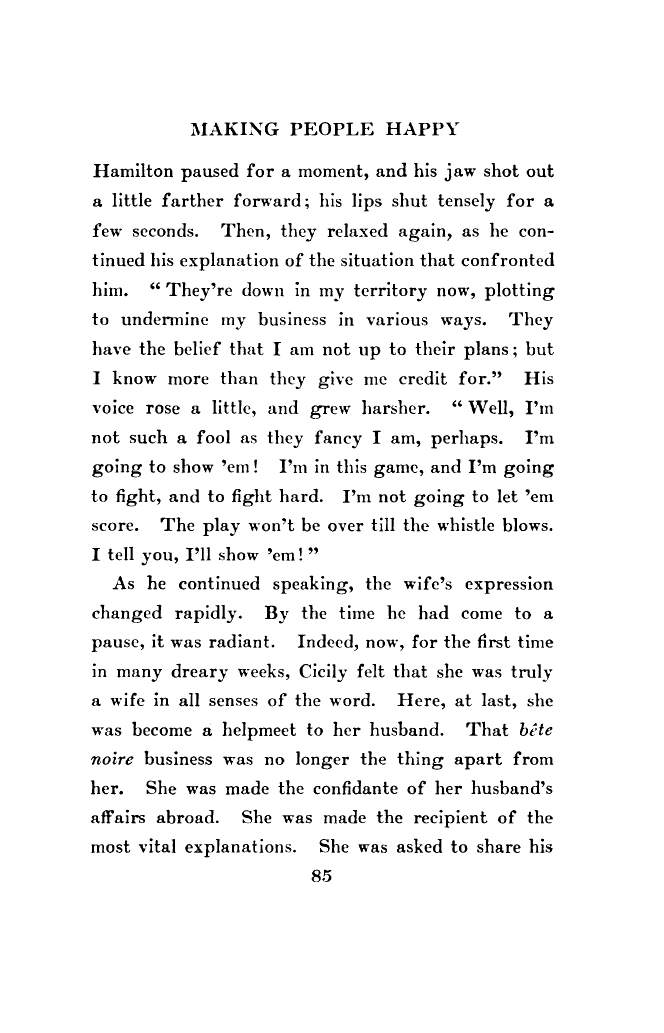 MAKING PEOPLE HAPPY
Hamilton paused for a moment, and his jaw shot out
a little farther forward; his lips shut tensely for a
few seconds. Then, they relaxed again, as he con-
tinued his explanation of the situation that confronted
him. “ They're down in my territory now, plotting
to undermine my business in various ways. They
have the belief that I am not up to their plans; but
I know more than they give me credit for.” His
voice rose a little, and grew harsher. “ Well, I'm
not such a fool as they fancy I am, perhaps. I'm
going to show 'em! I'm in this game, and I'm going
to fight, and to fight hard. I'm not going to let 'em
score. The play won't be over till the whistle blows.
I tell you, I'll show 'em! ”
As he continued speaking, the wife's expression
changed rapidly. By the time he had come to a
pause, it was radiant. Indeed, now, for the first time
in many dreary weeks, Cicily felt that she was truly
a wife in all senses of the word. Here, at last, she
was become a helpmeet to her husband. That bête
noire business was no longer the thing apart from
her. She was made the confidante of her husband's
affairs abroad. She was made the recipient of the
most vital explanations. She was asked to share his
85